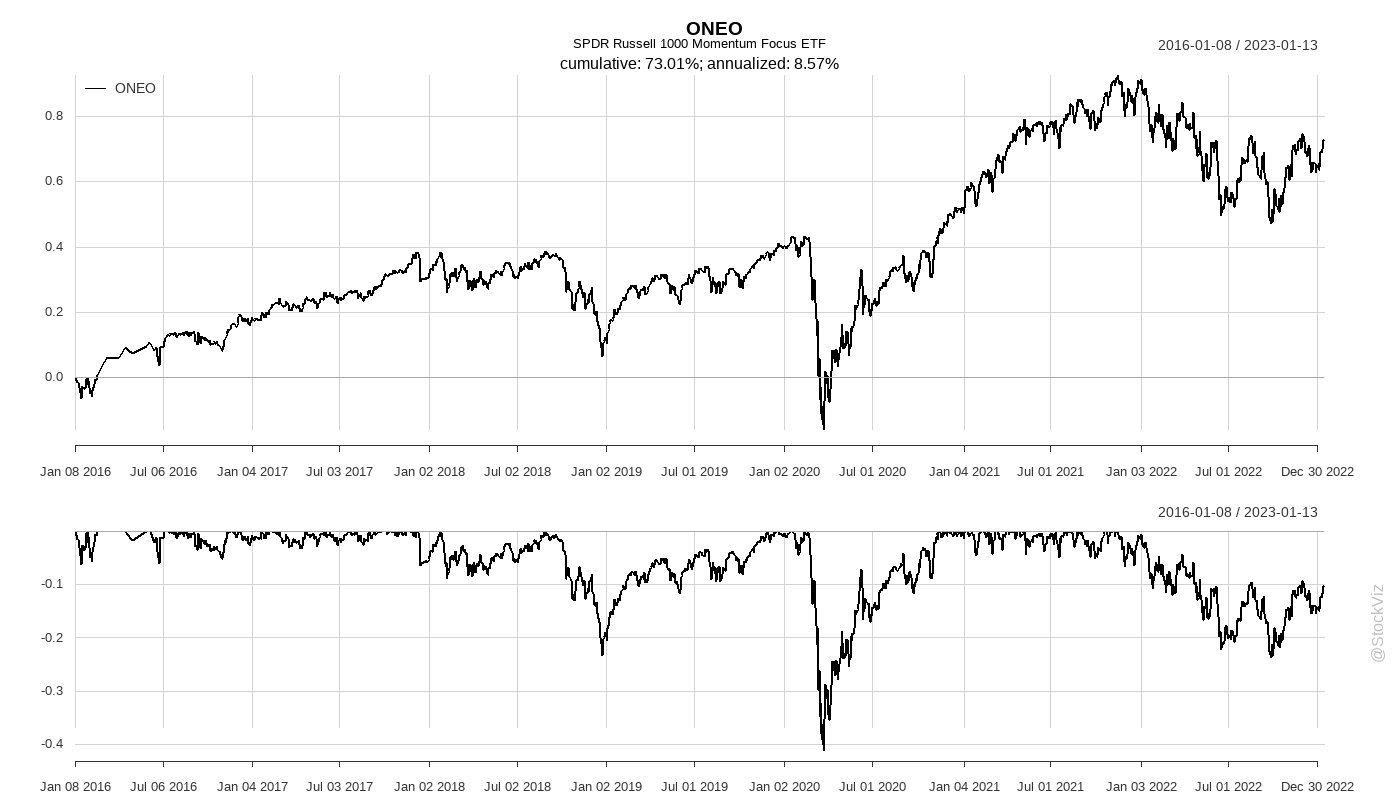 ONEO
SPDR Russell 1000 Momentum Focus ETF
cumulative: 73.01%; annualized: 8.57%
2016-01-08 / 2023-01-13
ONEO
0.8
0.6
0.4
0.2
0.0
Jan 08 2016 Jul 06 2016 Jan 04 2017 Jul 03 2017 Jan 02 2018 Jul 02 2018 Jan 02 2019 Jul 01 2019 Jan 02 2020 Jul 01 2020 Jan 04 2021 Jul 01 2021 Jan 03 2022 Jul 01 2022 Dec 30 2022
2016-01-08 / 2023-01-13
-0.1
-0.2
-0.3
-0.4
Jan 08 2016 Jul 06 2016 Jan 04 2017 Jul 03 2017 Jan 02 2018 Jul 02 2018 Jan 02 2019 Jul 01 2019 Jan 02 2020 Jul 01 2020 Jan 04 2021 Jul 01 2021 Jan 03 2022 Jul 01 2022 Dec 30 2022
@StockViz